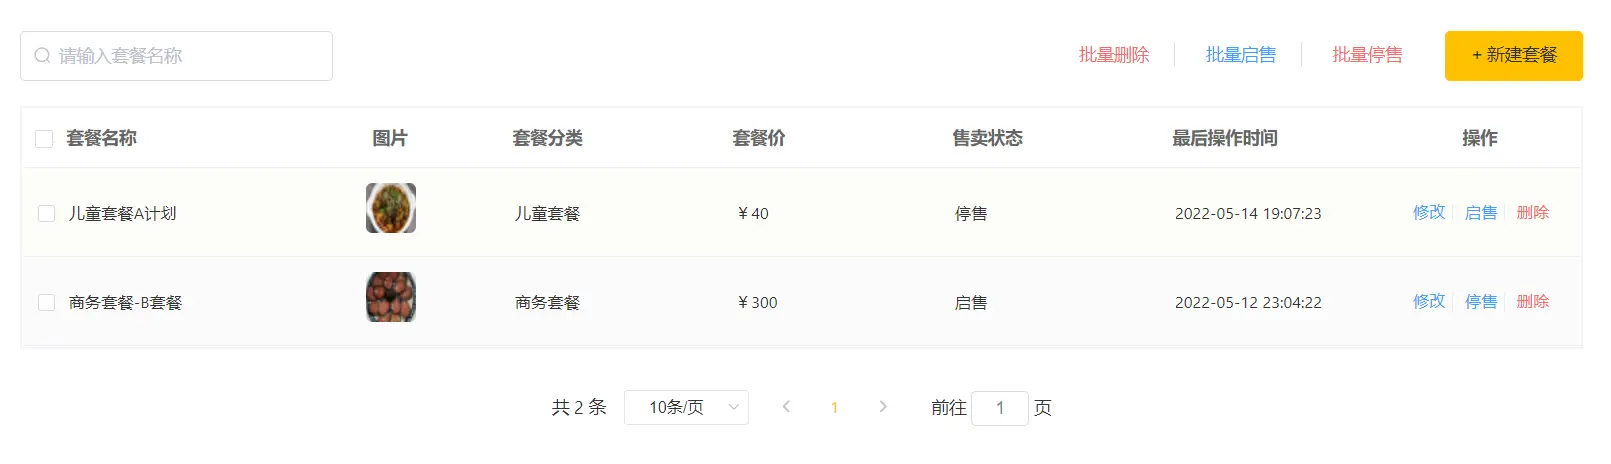 请输入套餐名称 批量删除 批量启售 批量停售 + 新建套餐
套餐名称 图片 套餐分类 套餐价 售卖状态 最后操作时间 操作
儿童套餐A计划 儿童套餐 ¥40 停售 2022-05-14 19:07:23 修改 启售 删除
商务套餐-B套餐 商务套餐 ¥300 启售 2022-05-12 23:04:22 修改 停售 删除
共 2 条 10条/页 1 前往 1 页